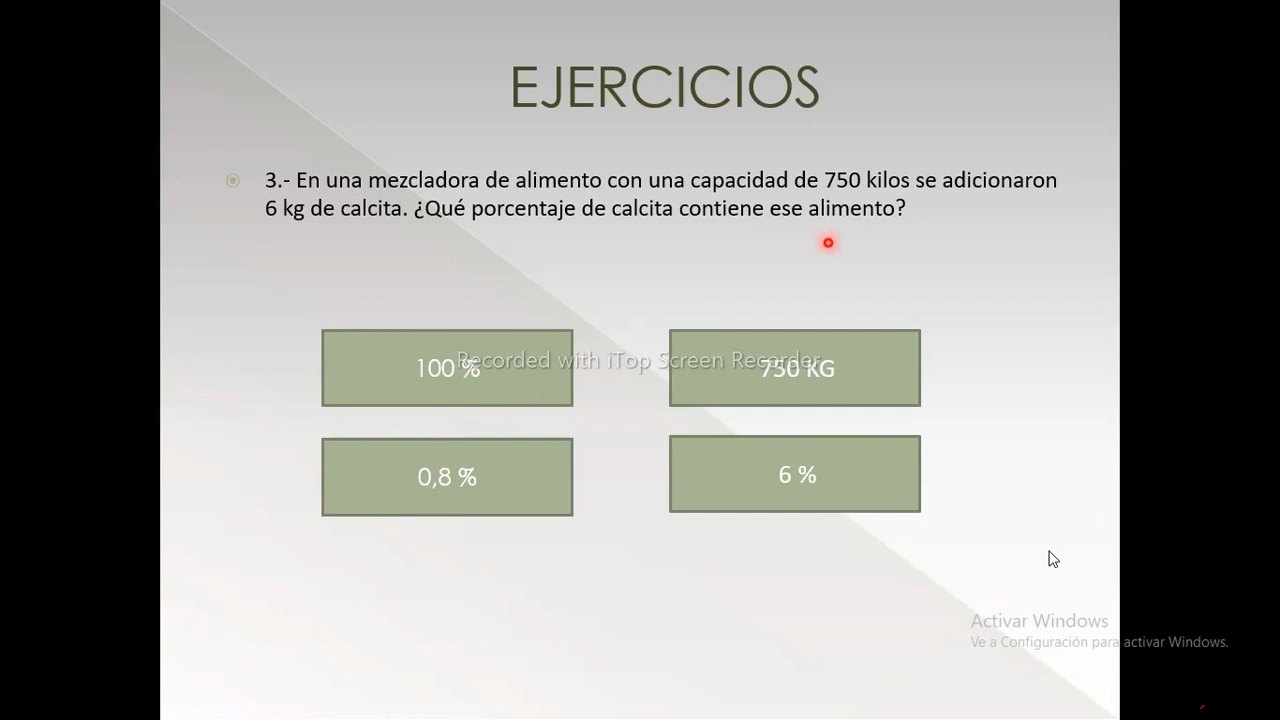 EJERCICIOS
3.- En una mezcladora de alimento con una capacidad de 750 kilos se adicionaron
6 kg de calcita. ¿Qué porcentaje de calcita contiene ese alimento?
Recorded with iTop Screen Recorder
100 %
750 KG
0,8 %
6 %
Activar Windows
Ve a Configuración para activar Windows.